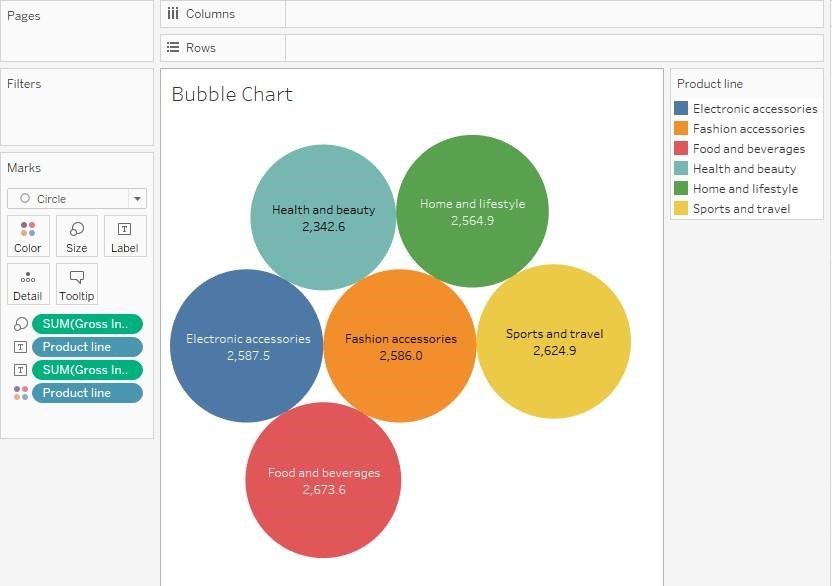 Pages
Columns
Rows
Filters
Marks
Circle
Color
Size
Label
Detail
Tooltip
SUM(Gross In..
Product line
SUM(Gross In..
Product line
Bubble Chart
Health and beauty
2,342.6
Home and lifestyle
2,564.9
Electronic accessories
2,587.5
Fashion accessories
2,586.0
Sports and travel
2,624.9
Food and beverages
2,673.6
Product line
Electronic accessories
Fashion accessories
Food and beverages
Health and beauty
Home and lifestyle
Sports and travel